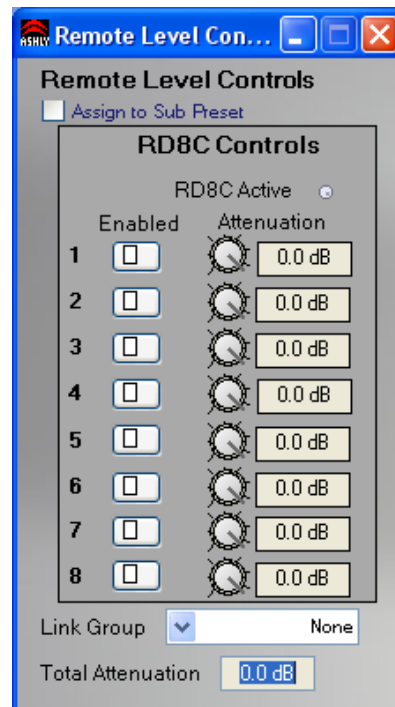 ASHLY Remote Level Con...
Remote Level Controls
Assign to Sub Preset
RD8C Controls
RD8C Active
Enabled Attenuation
1 0.0 dB
2 0.0 dB
3 0.0 dB
4 0.0 dB
5 0.0 dB
6 0.0 dB
7 0.0 dB
8 0.0 dB
Link Group None
Total Attenuation 0.0 dB